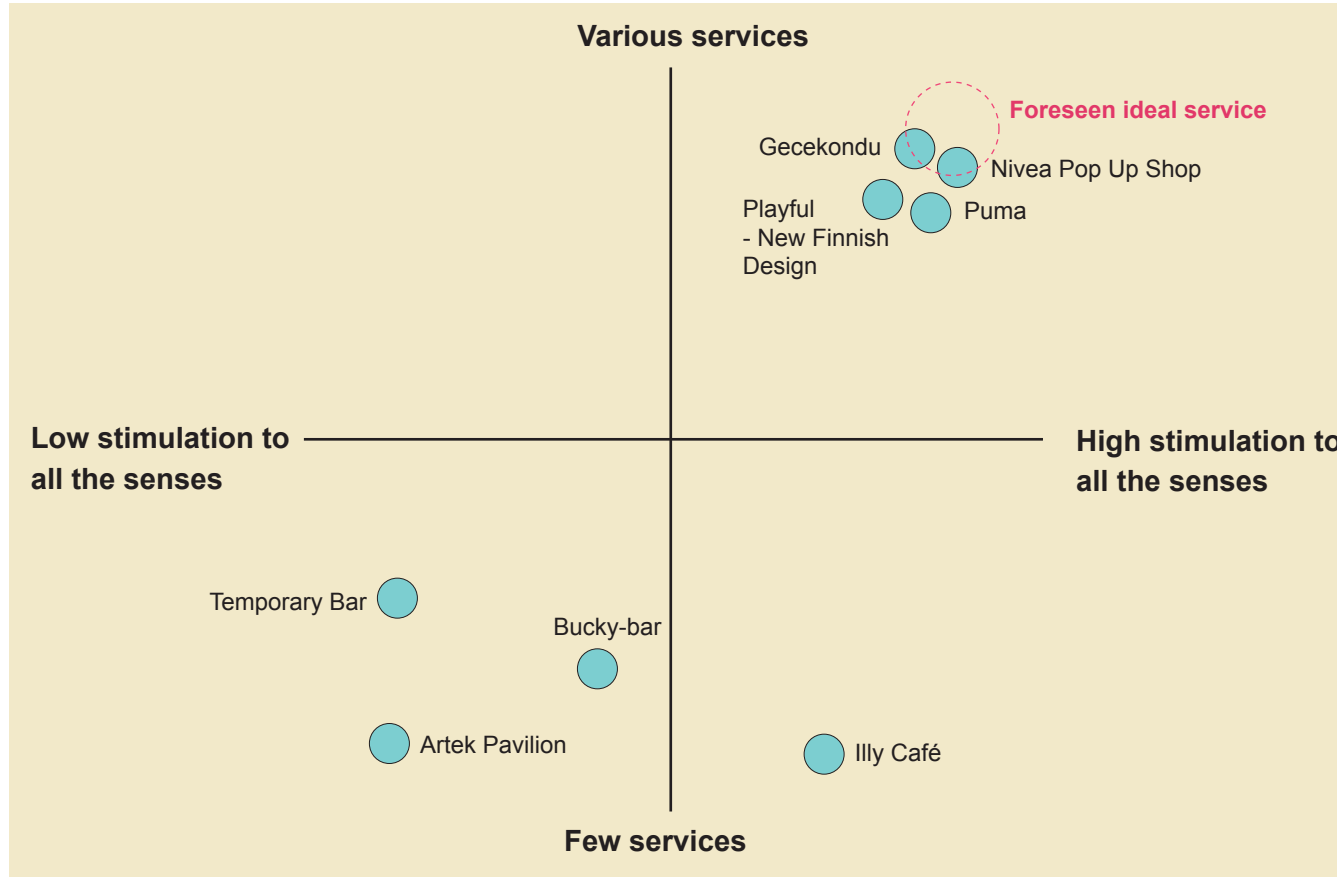 Various services
Foreseen ideal service
Gecekondu
Nivea Pop Up Shop
Playful
- New Finnish
Design
Puma
Low stimulation to
all the senses
High stimulation to
all the senses
Temporary Bar
Bucky-bar
Artek Pavilion
Illy Café
Few services